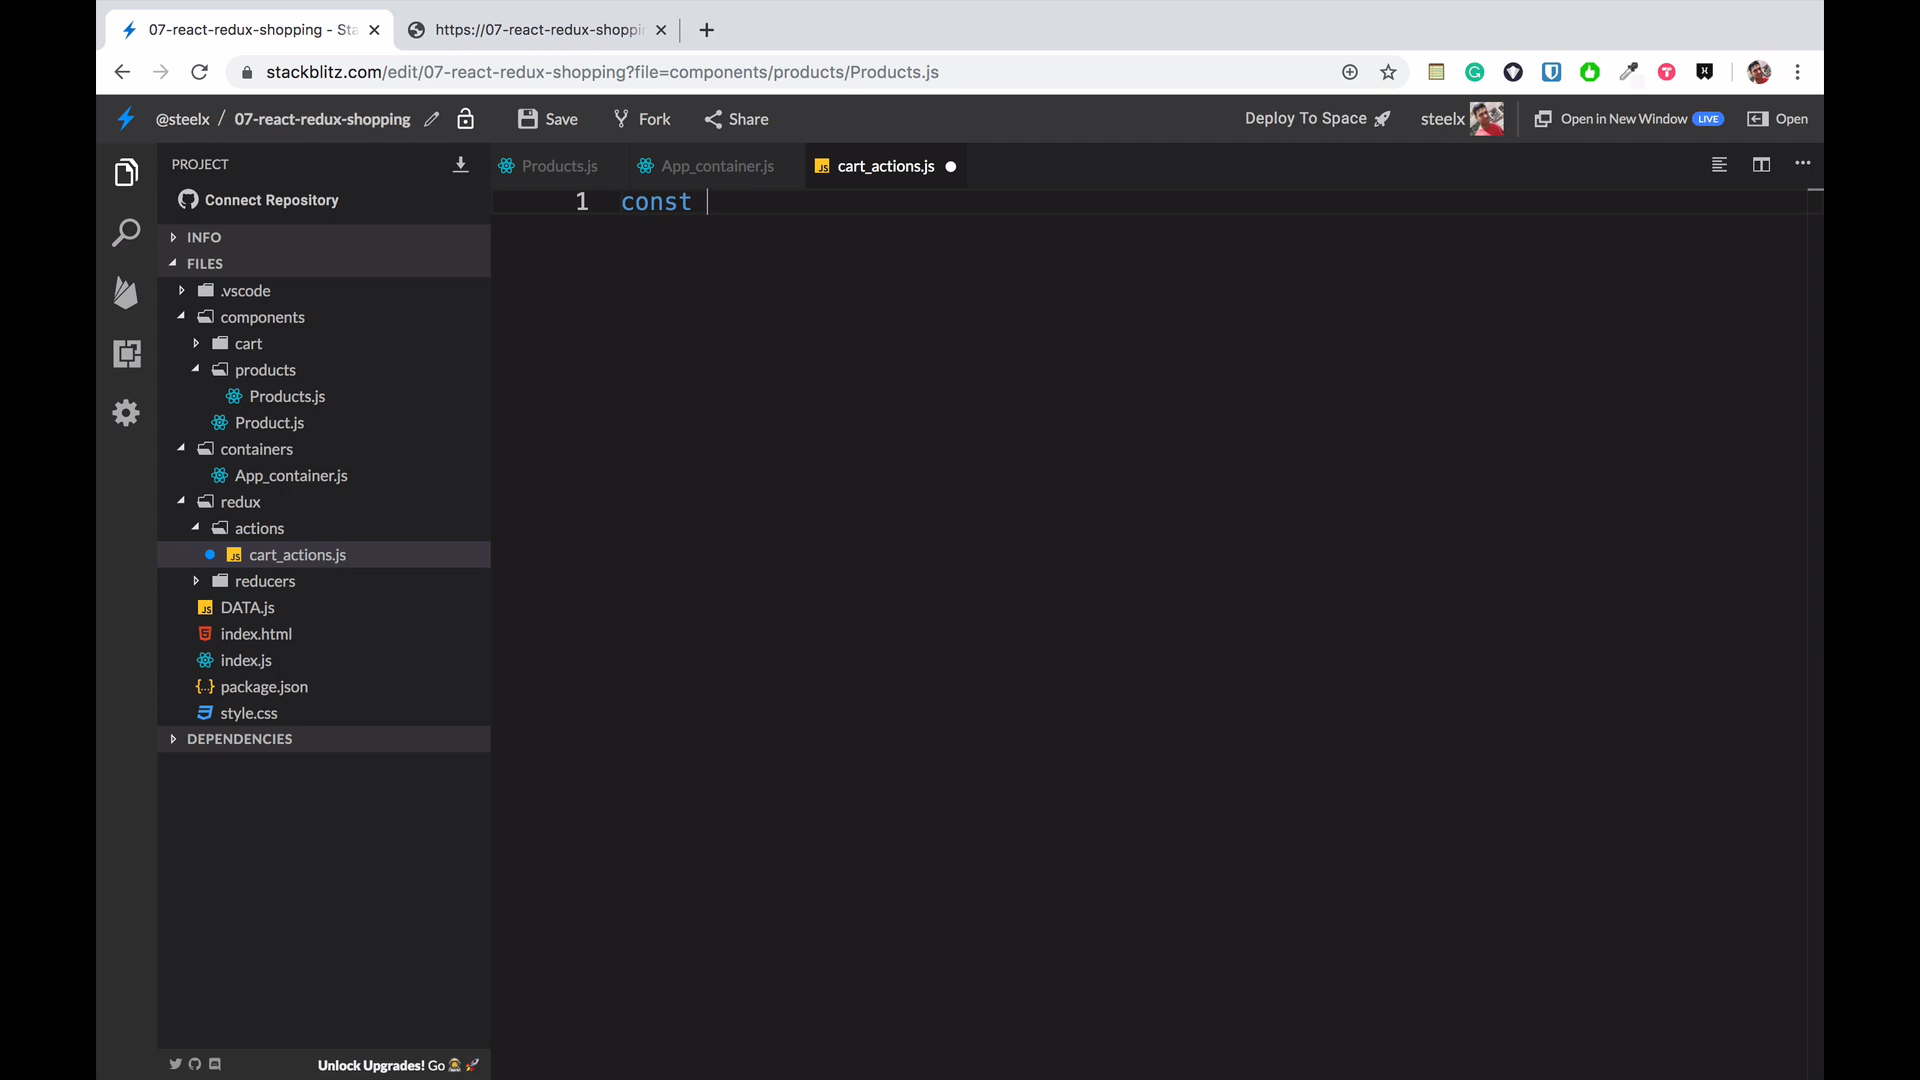 07-react-redux-shopping - Sta
https://07-react-redux-shoppin
stackblitz.com/edit/07-react-redux-shopping?file=components/products/Products.js
@steelx / 07-react-redux-shopping
Save
Fork
Share
Deploy To Space
steelx
Open in New Window LIVE
Open
PROJECT
Connect Repository
INFO
FILES
.vscode
components
cart
products
Products.js
Product.js
containers
App_container.js
redux
actions
JS cart_actions.js
reducers
JS DATA.js
index.html
index.js
{..} package.json
style.css
DEPENDENCIES
Unlock Upgrades! Go
Products.js
App_container.js
JS cart_actions.js
1 const